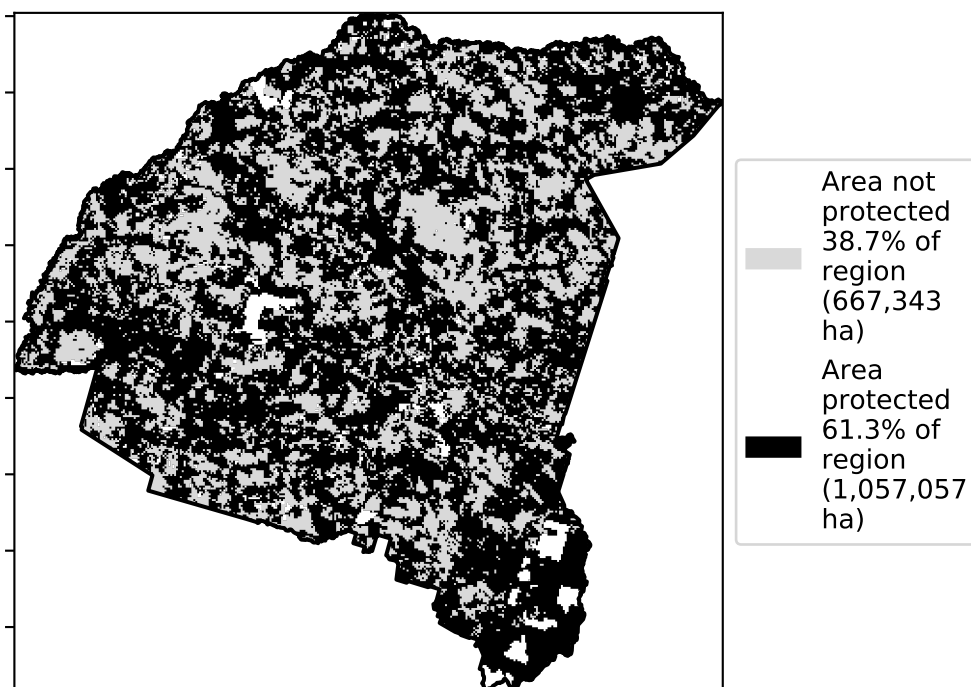 Area not
protected
38.7% of
region
(667,343
ha)
Area
protected
61.3% of
region
(1,057,057
ha)